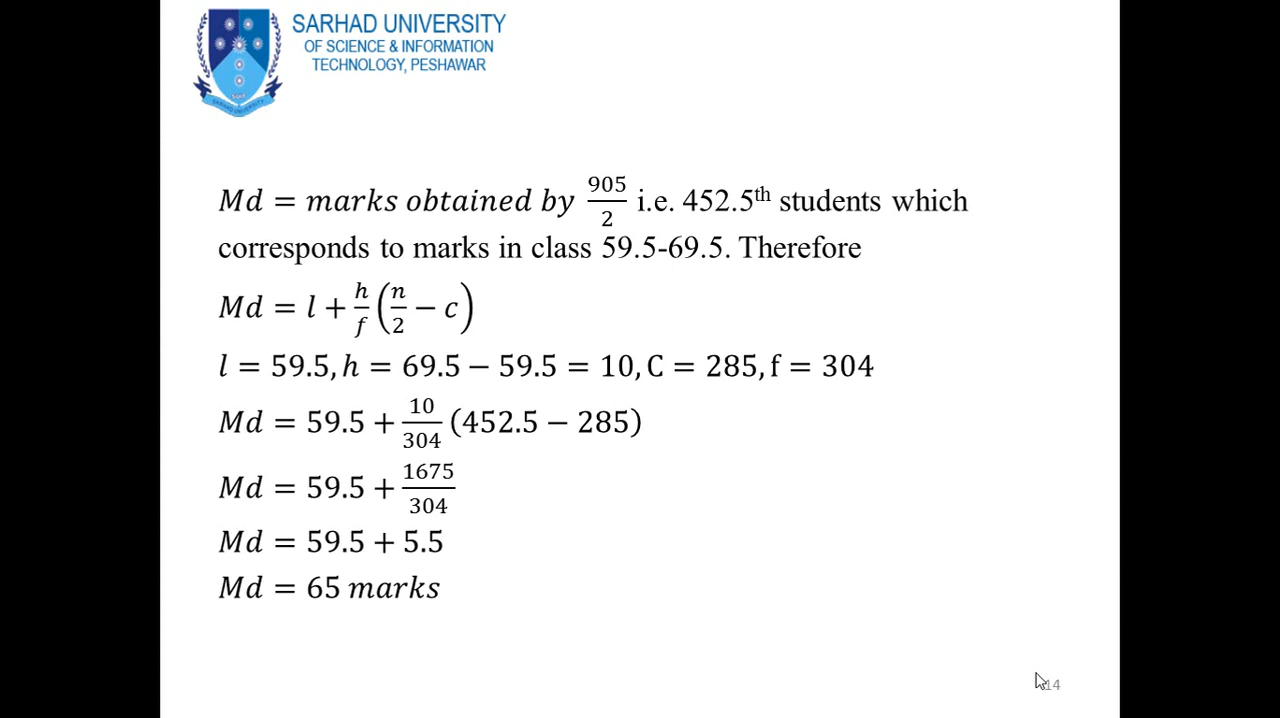 SARHAD UNIVERSITY
OF SCIENCE & INFORMATION
TECHNOLOGY, PESHAWAR
SARHAD UNIVERSITY
Md = marks obtained by 905/2 i.e. 452.5th students which
corresponds to marks in class 59.5-69.5. Therefore
Md = l + h/f (n/2 − c)
l = 59.5, h = 69.5 − 59.5 = 10, C = 285, f = 304
Md = 59.5 + 10/304 (452.5 − 285)
Md = 59.5 + 1675/304
Md = 59.5 + 5.5
Md = 65 marks
14